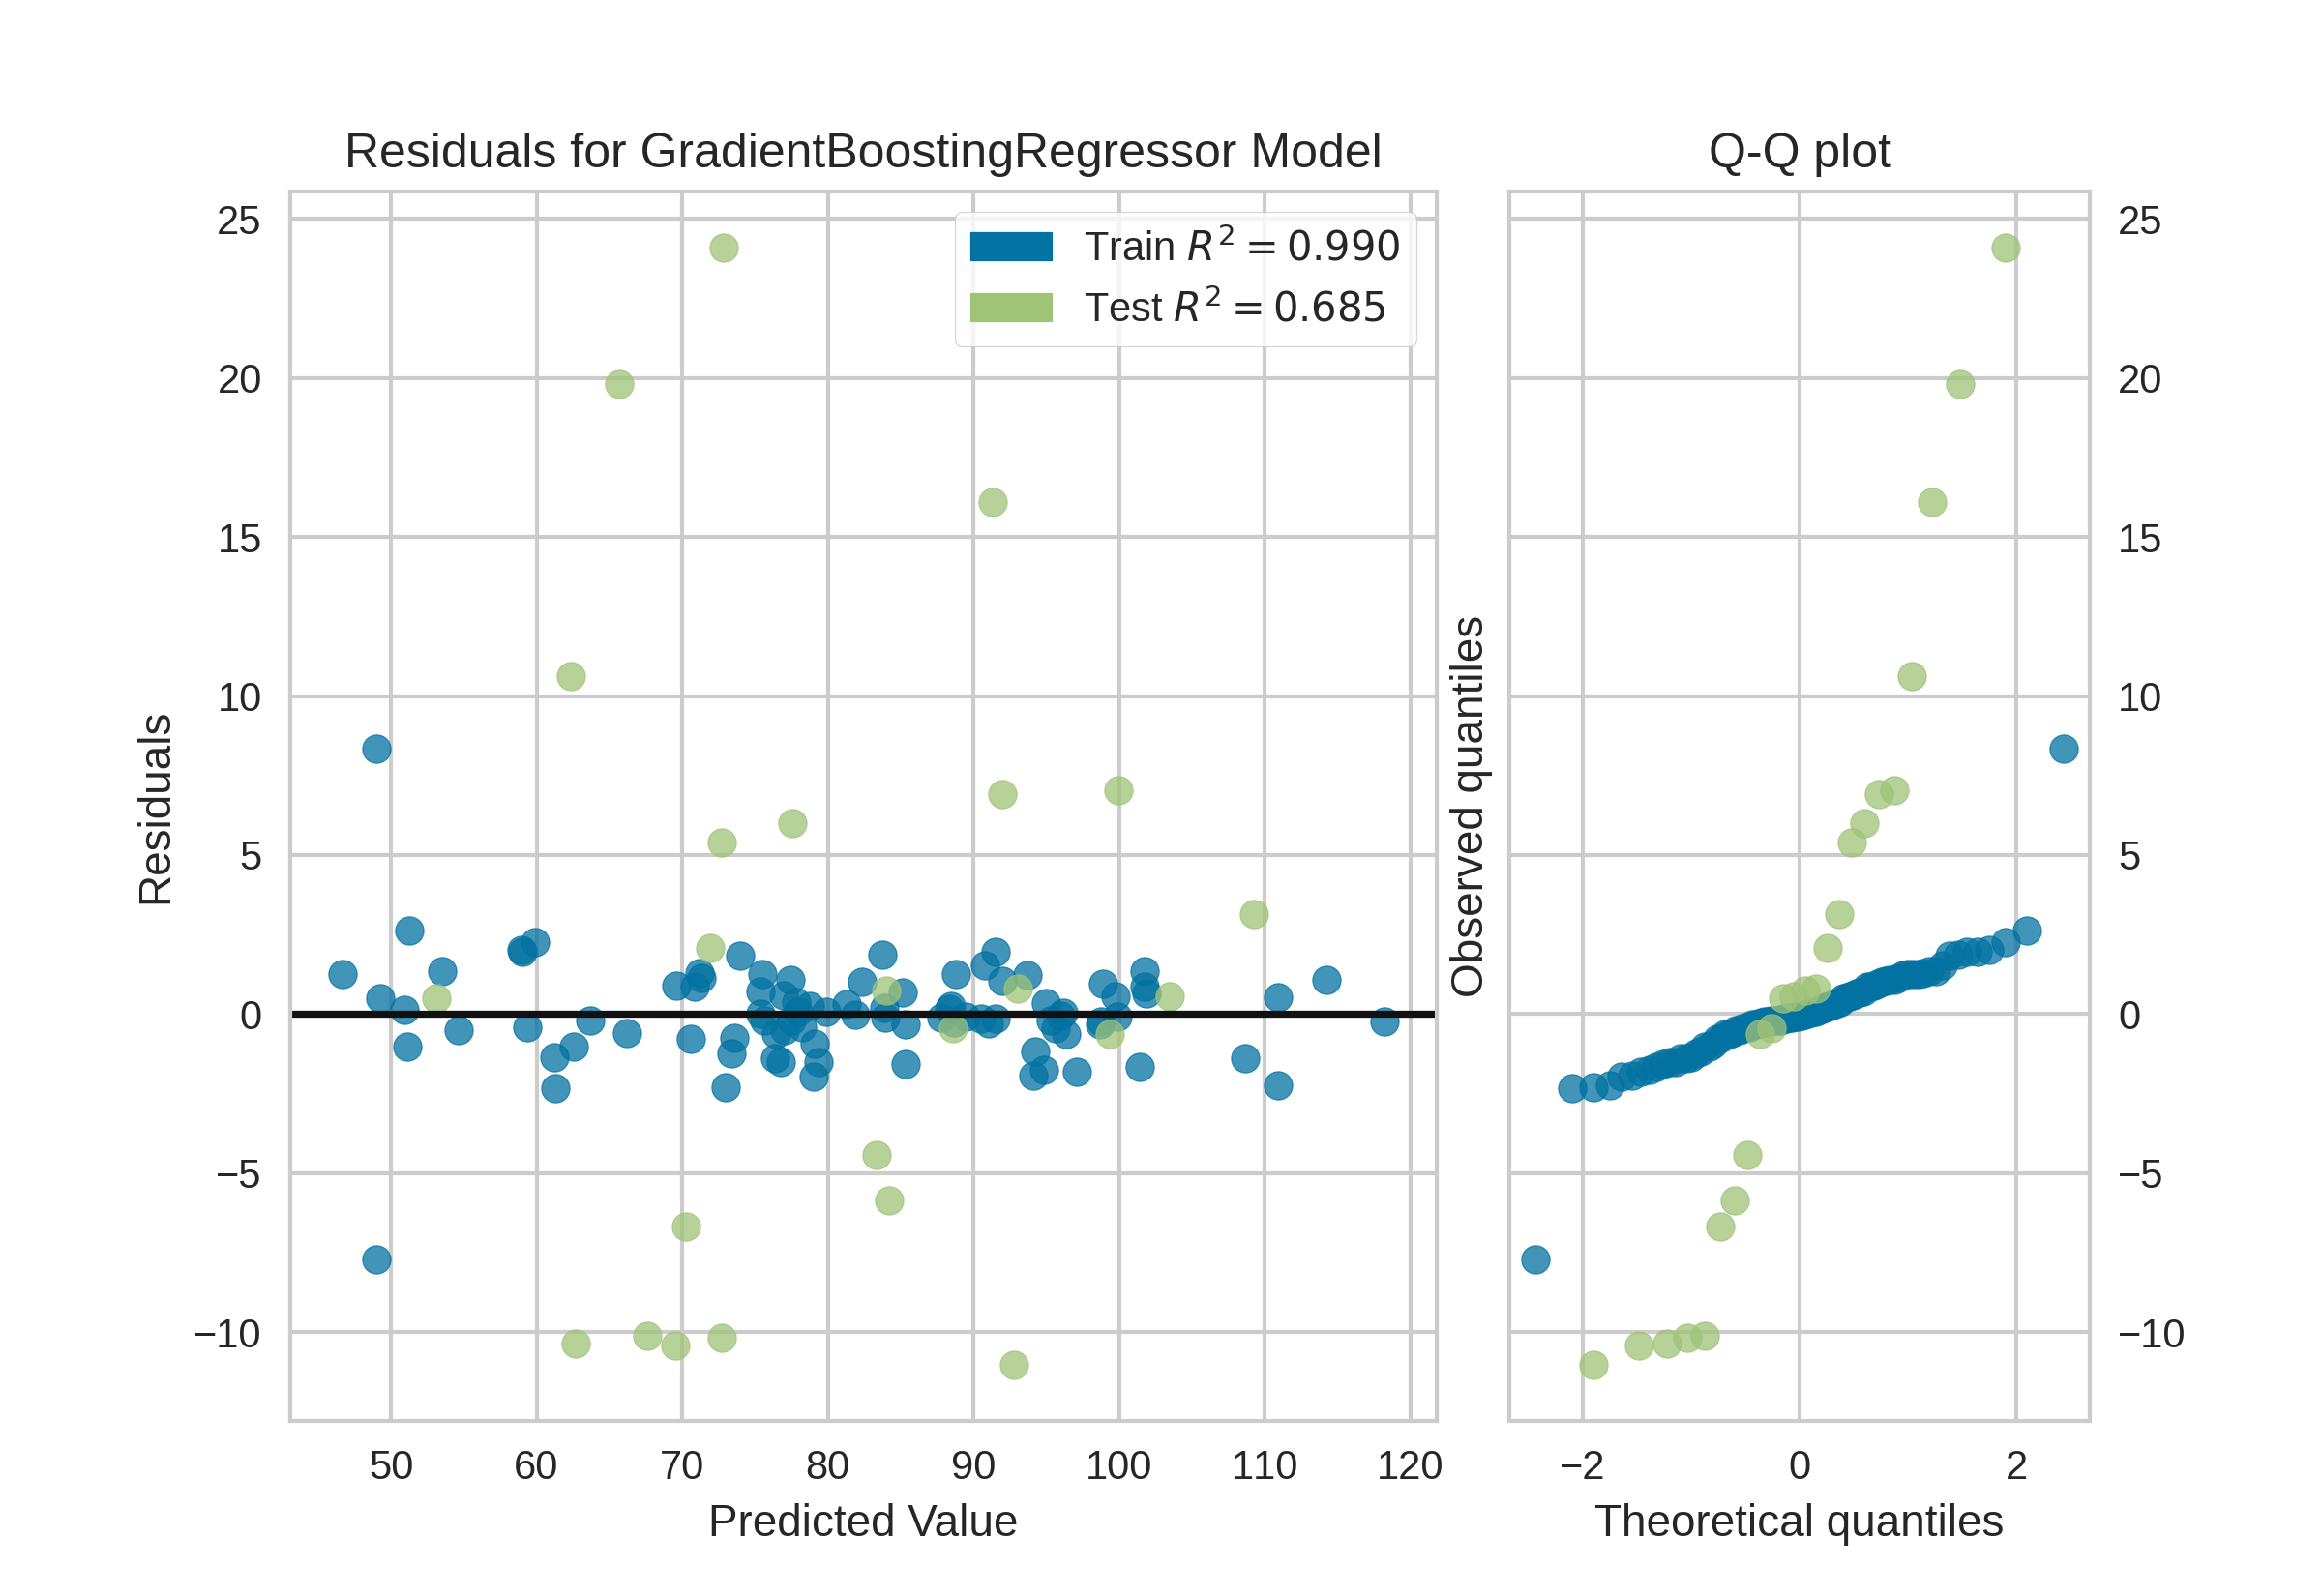 Residuals for GradientBoostingRegressor Model
Train R² = 0.990
Test R² = 0.685
25
20
15
10
5
0
−5
−10
Residuals
50 60 70 80 90 100 110 120
Predicted Value
Q-Q plot
Observed quantiles
25
20
15
10
5
0
−5
−10
−2 0 2
Theoretical quantiles